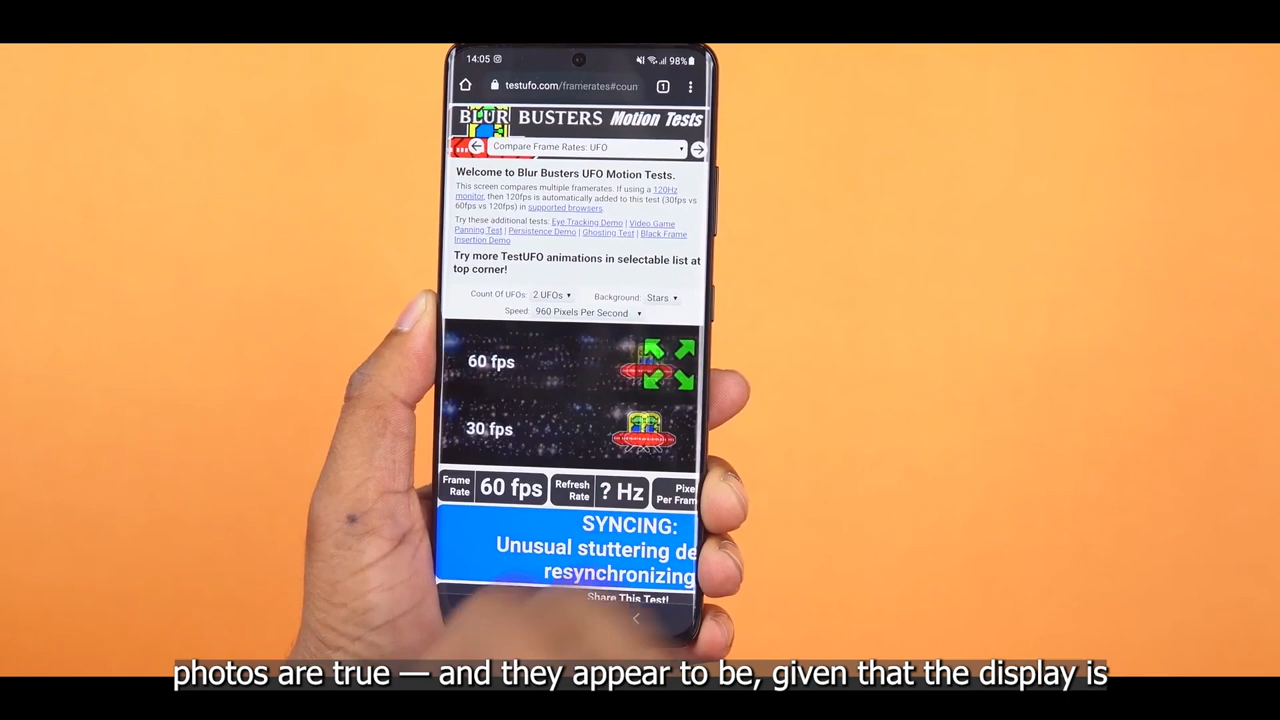 14:05
98%
testufo.com/framerates#coun
1
BLUR BUSTERS Motion Tests
Compare Frame Rates: UFO
Welcome to Blur Busters UFO Motion Tests.
This screen compares multiple framerates. If using a 120Hz
monitor, then 120fps is automatically added to this test (30fps vs
60fps vs 120fps) in supported browsers.
Try these additional tests: Eye Tracking Demo | Video Game
Panning Test | Persistence Demo | Ghosting Test | Black Frame
Insertion Demo
Try more TestUFO animations in selectable list at
top corner!
Count Of UFOs: 2 UFOs
Background: Stars
Speed: 960 Pixels Per Second
60 fps
30 fps
Frame
Rate
60 fps
Refresh
Rate
? Hz
Pixe
Per Fram
SYNCING:
Unusual stuttering de
resynchronizing
Share This Test!
photos are true — and they appear to be, given that the display is